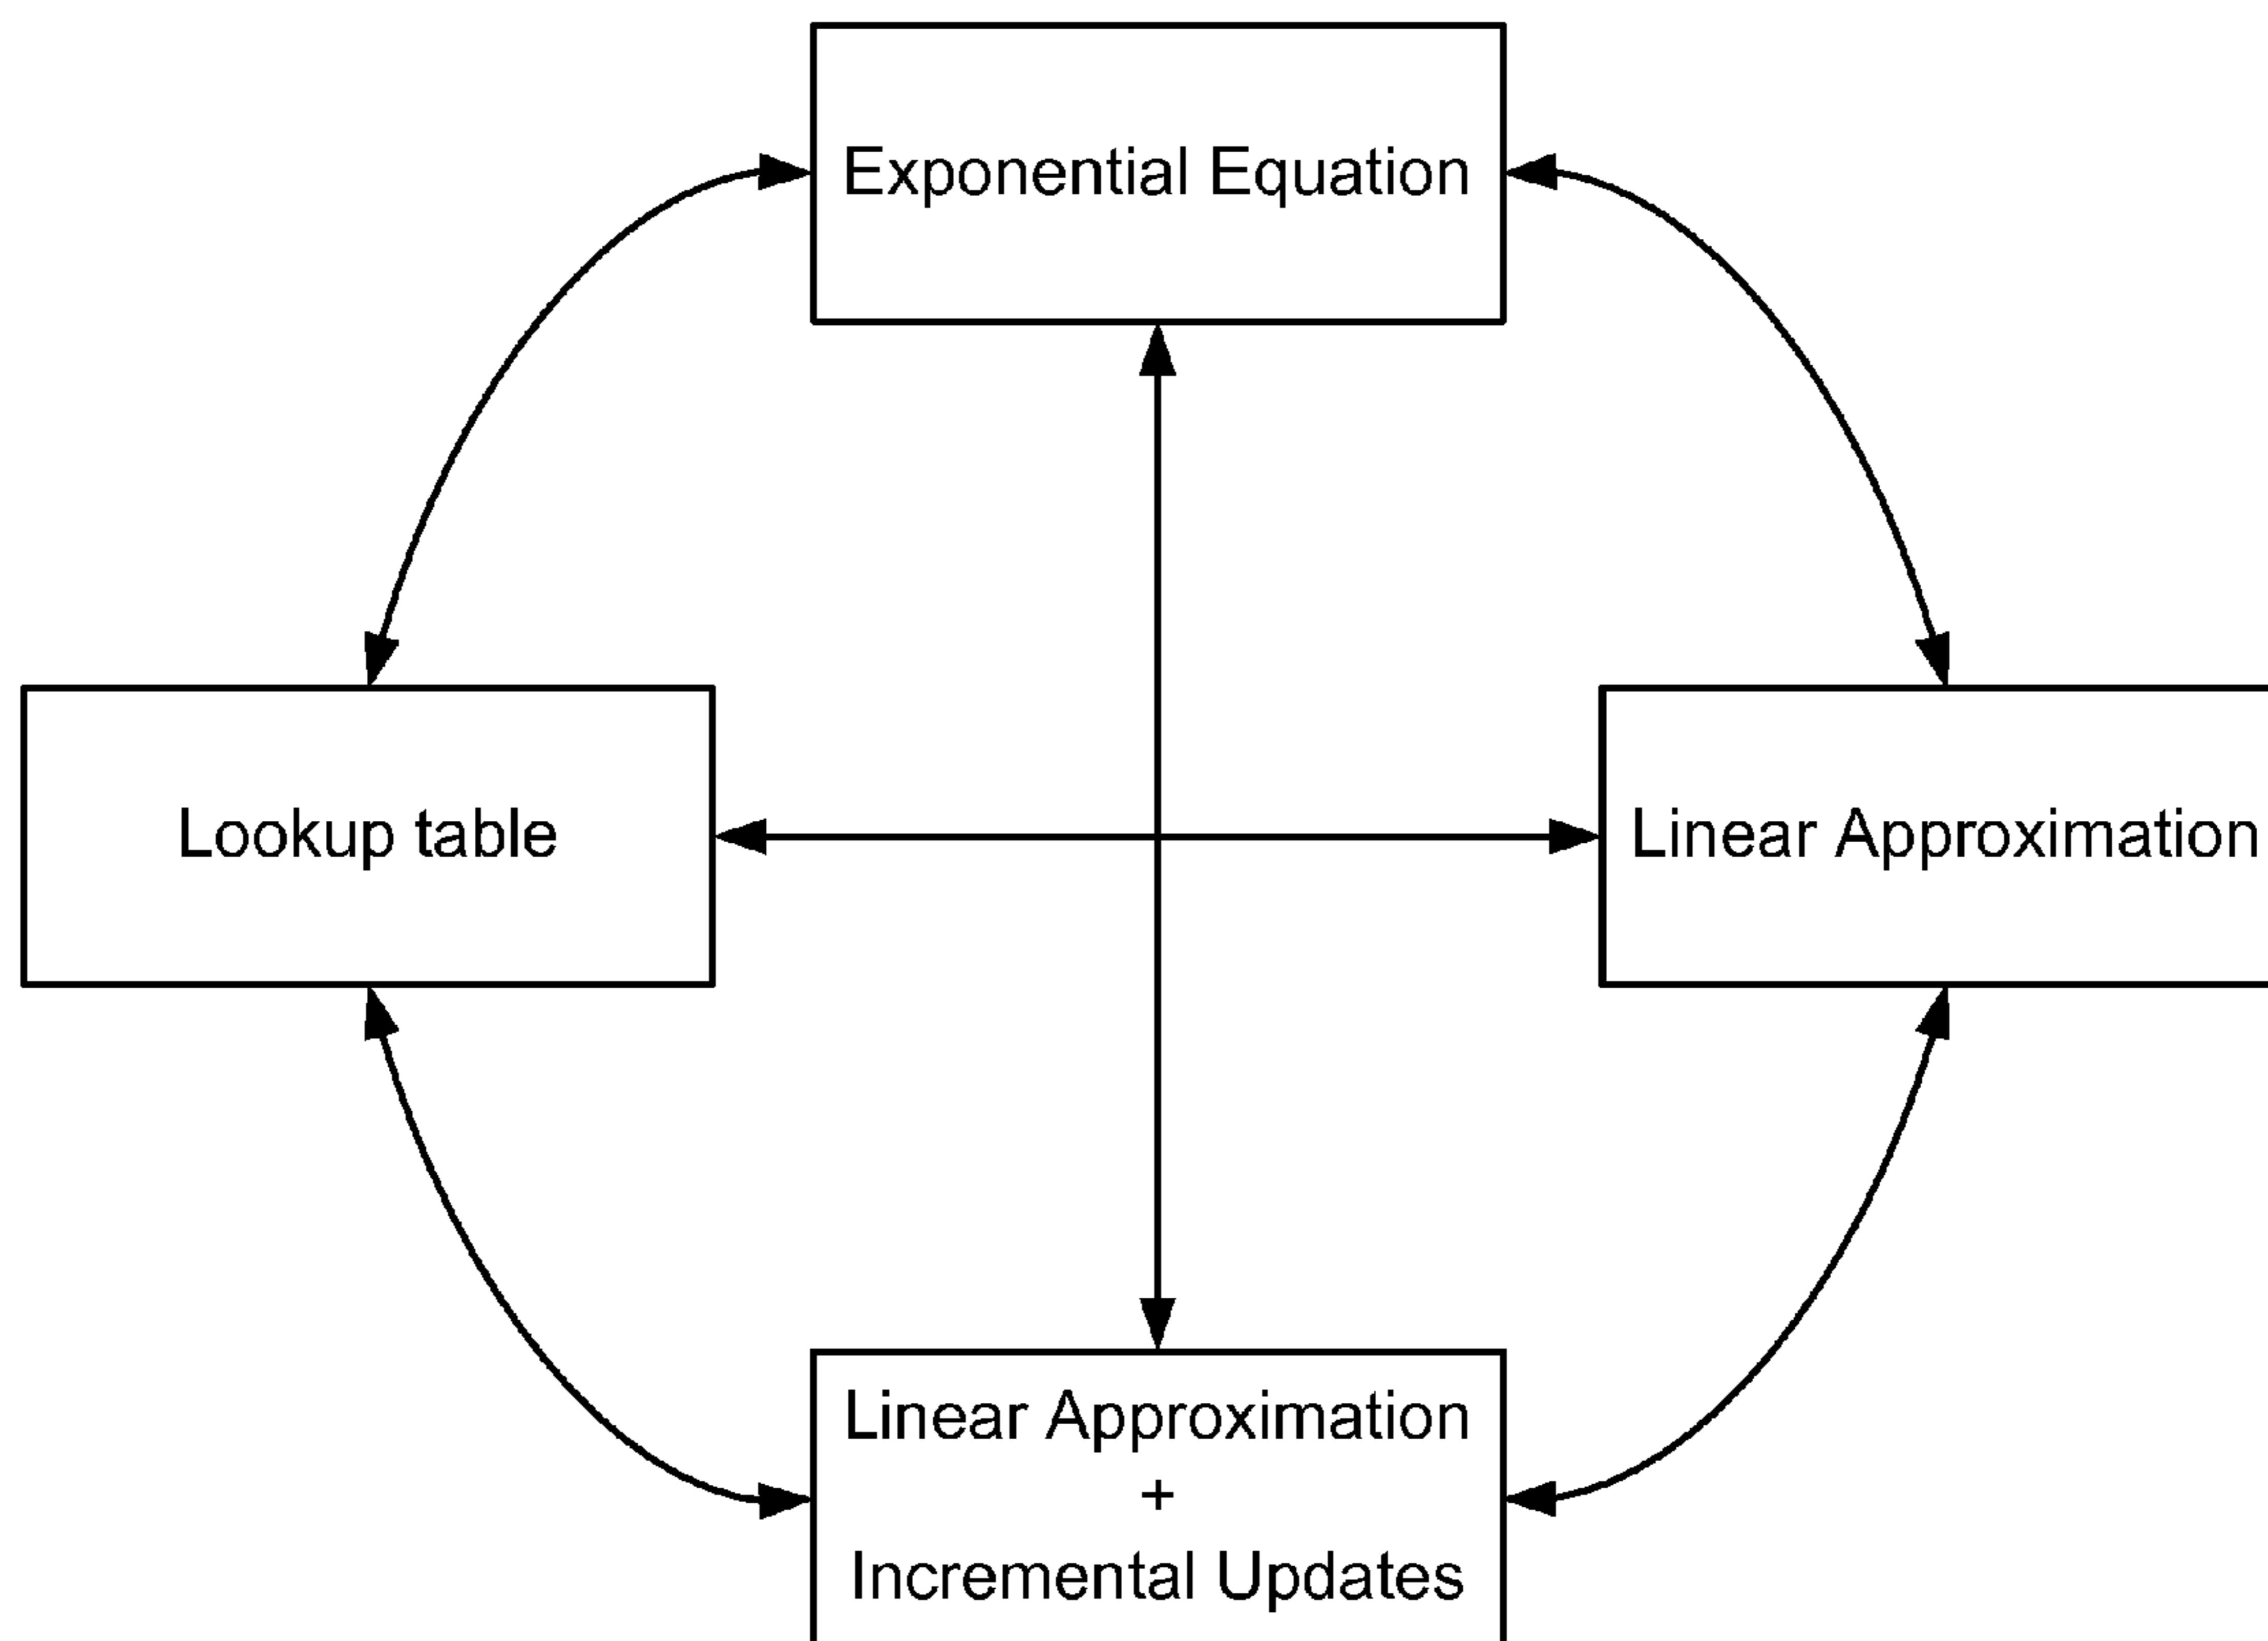 Exponential Equation
Lookup table
Linear Approximation
Linear Approximation
+
Incremental Updates